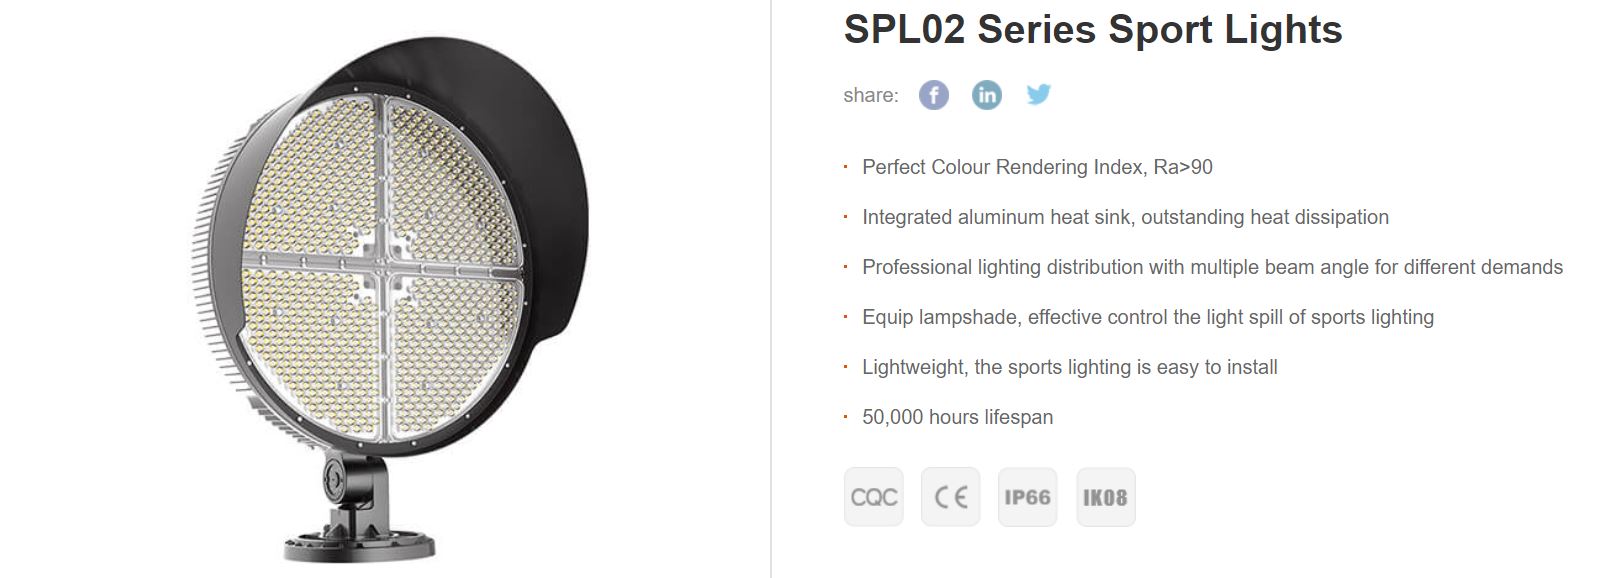 SPL02 Series Sport Lights
share:
Perfect Colour Rendering Index, Ra>90
Integrated aluminum heat sink, outstanding heat dissipation
Professional lighting distribution with multiple beam angle for different demands
Equip lampshade, effective control the light spill of sports lighting
Lightweight, the sports lighting is easy to install
50,000 hours lifespan
CQC CE IP66 IK08